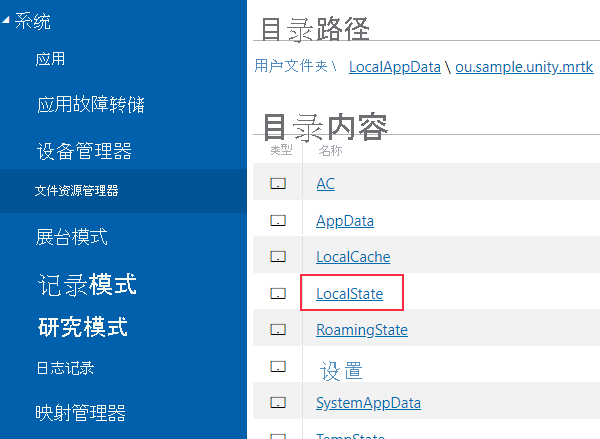 系统
应用
应用故障转储
设备管理器
文件资源管理器
展台模式
记录模式
研究模式
日志记录
映射管理器
目录路径
用户文件夹 \ LocalAppData \ ou.sample.unity.mrtk
目录内容
类型 名称
AC
AppData
LocalCache
LocalState
RoamingState
设置
SystemAppData
TempState